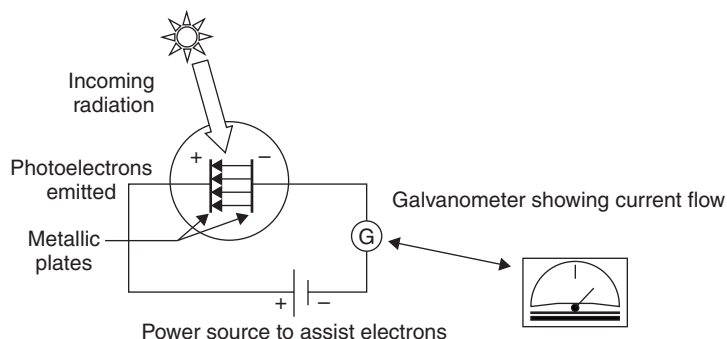 Incoming
radiation
+ −
Photoelectrons
emitted
Galvanometer showing current flow
G
Metallic
plates
+ −
Power source to assist electrons